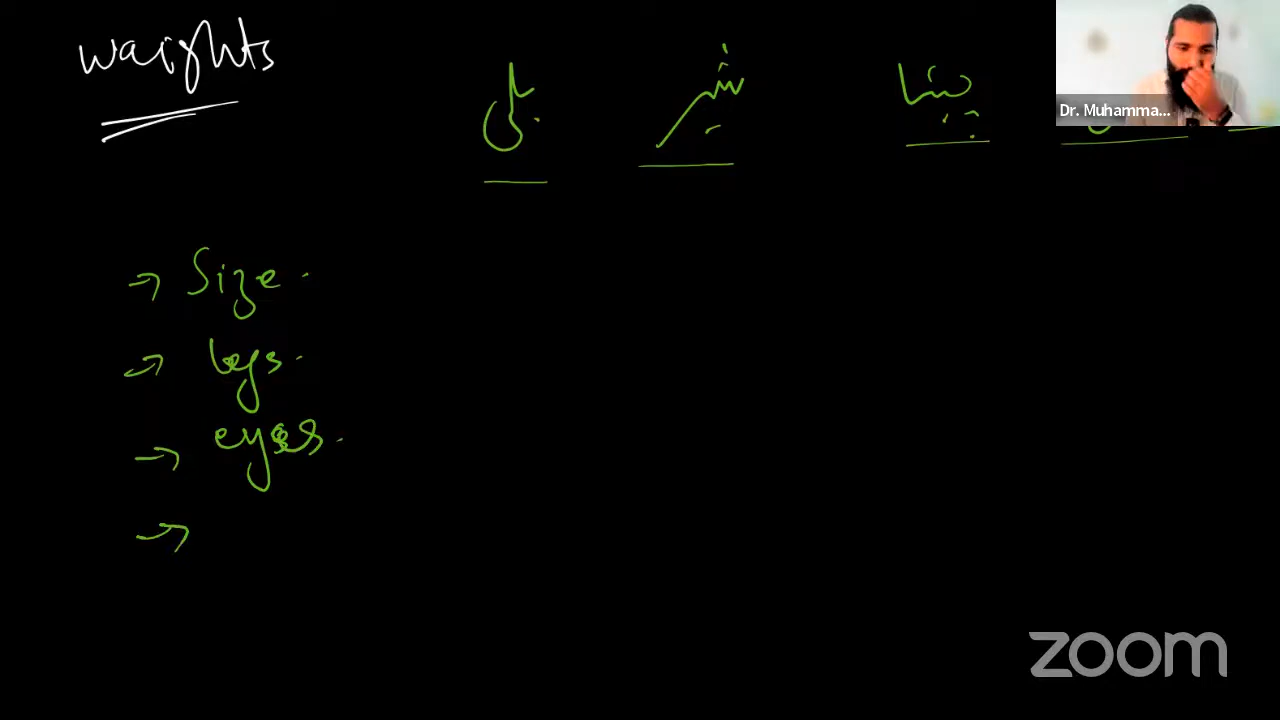 waights
بلی شیر چیتا
Dr. Muhamma...
→ Size.
→ legs.
→ eyes.
→
zoom